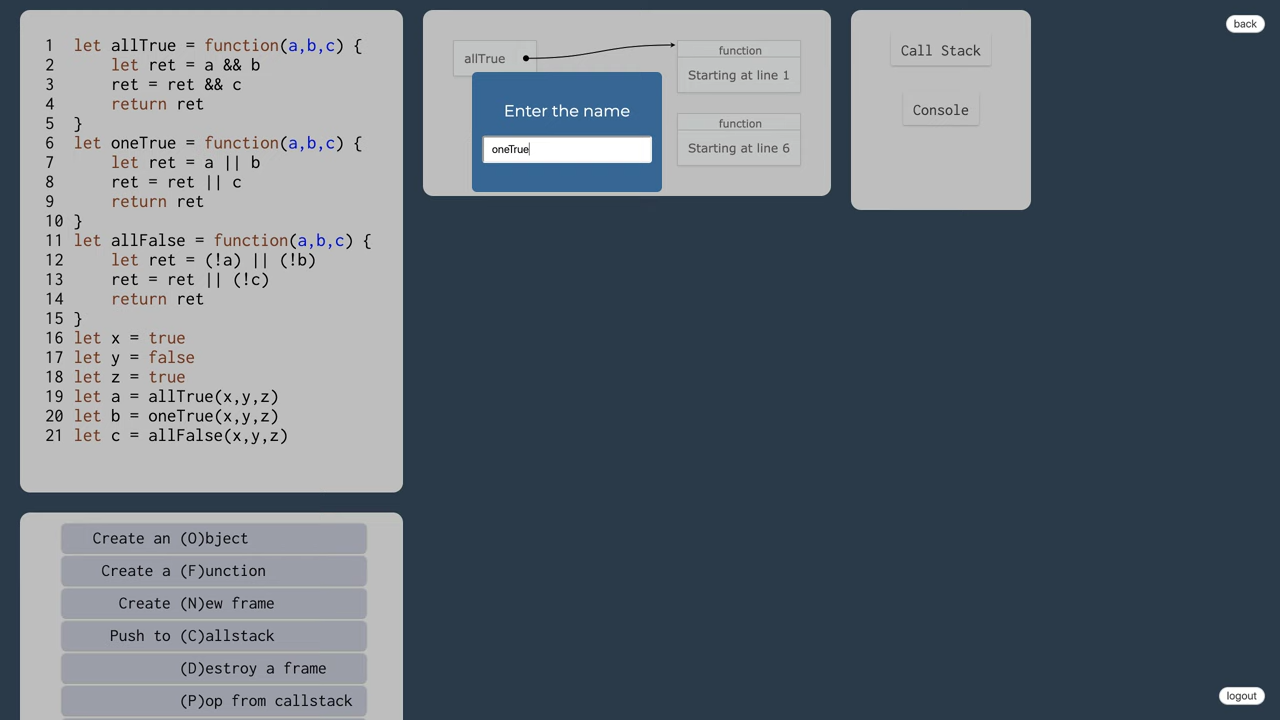 1 let allTrue = function(a,b,c) {
2 let ret = a && b
3 ret = ret && c
4 return ret
5 }
6 let oneTrue = function(a,b,c) {
7 let ret = a || b
8 ret = ret || c
9 return ret
10 }
11 let allFalse = function(a,b,c) {
12 let ret = (!a) || (!b)
13 ret = ret || (!c)
14 return ret
15 }
16 let x = true
17 let y = false
18 let z = true
19 let a = allTrue(x,y,z)
20 let b = oneTrue(x,y,z)
21 let c = allFalse(x,y,z)
Create an (O)bject
Create a (F)unction
Create (N)ew frame
Push to (C)allstack
(D)estroy a frame
(P)op from callstack
allTrue
function
Starting at line 1
Enter the name
oneTrue
function
Starting at line 6
Call Stack
Console
back
logout